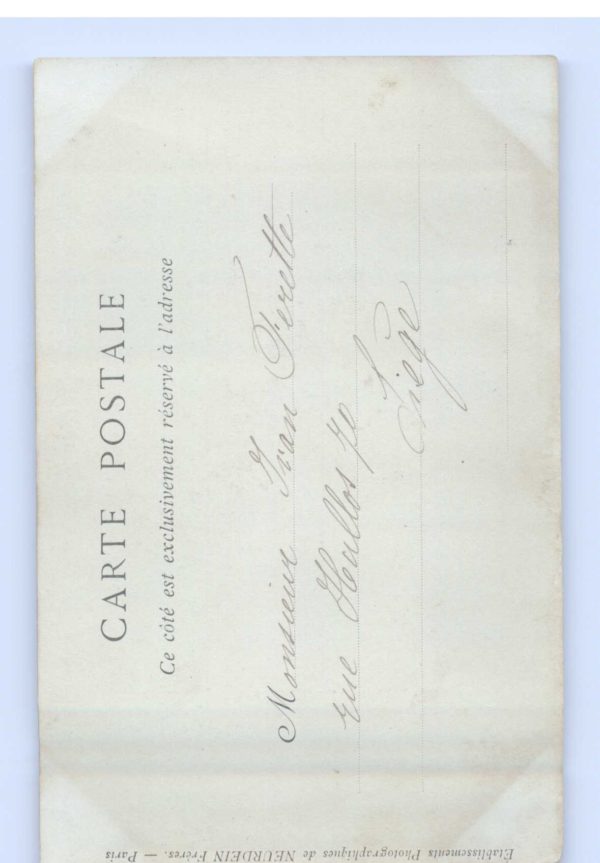 CARTE POSTALE
Ce côté est exclusivement réservé à l'adresse
Monsieur Ivan Ferette
rue Hullos 70
Liège
Établissements Photographiques de NEURDEIN Frères. — Paris